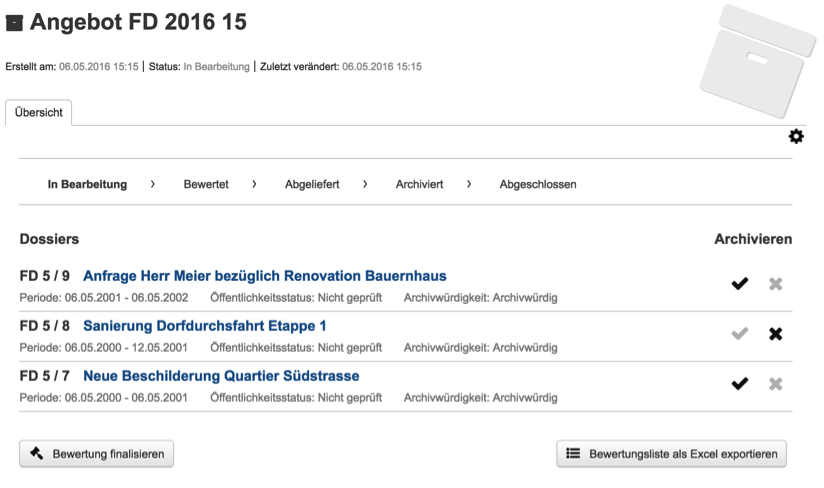 Angebot FD 2016 15
Erstellt am: 06.05.2016 15:15 | Status: In Bearbeitung | Zuletzt verändert: 06.05.2016 15:15
Übersicht
In Bearbeitung > Bewertet > Abgeliefert > Archiviert > Abgeschlossen
Dossiers Archivieren
FD 5 / 9 Anfrage Herr Meier bezüglich Renovation Bauernhaus
Periode: 06.05.2001 - 06.05.2002 Öffentlichkeitsstatus: Nicht geprüft Archivwürdigkeit: Archivwürdig
FD 5 / 8 Sanierung Dorfdurchsfahrt Etappe 1
Periode: 06.05.2000 - 12.05.2001 Öffentlichkeitsstatus: Nicht geprüft Archivwürdigkeit: Archivwürdig
FD 5 / 7 Neue Beschilderung Quartier Südstrasse
Periode: 06.05.2000 - 06.05.2001 Öffentlichkeitsstatus: Nicht geprüft Archivwürdigkeit: Archivwürdig
Bewertung finalisieren Bewertungsliste als Excel exportieren